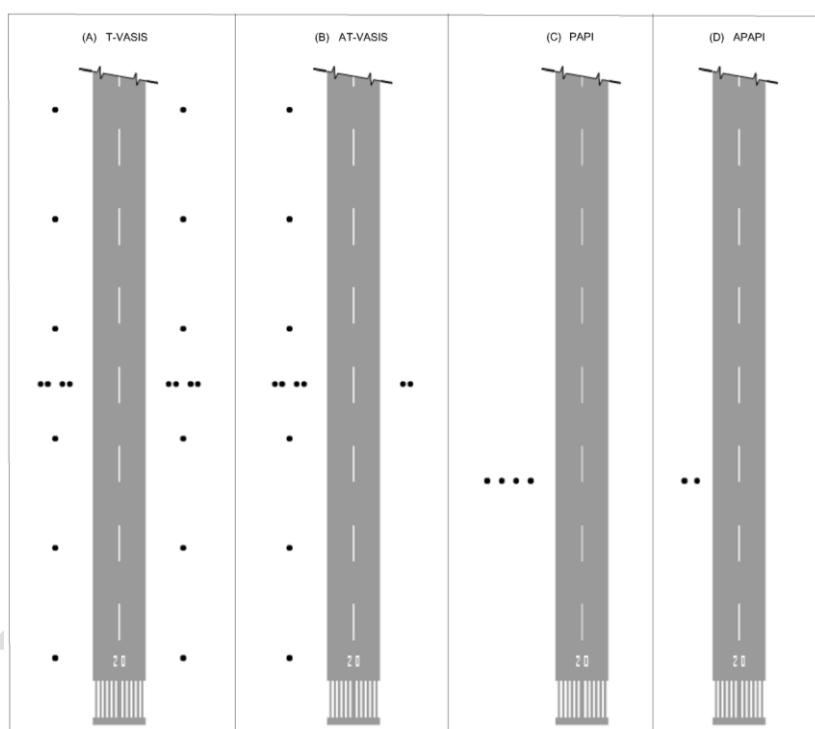 (A) T-VASIS
(B) AT-VASIS
(C) PAPI
(D) APAPI
20
20
20
20